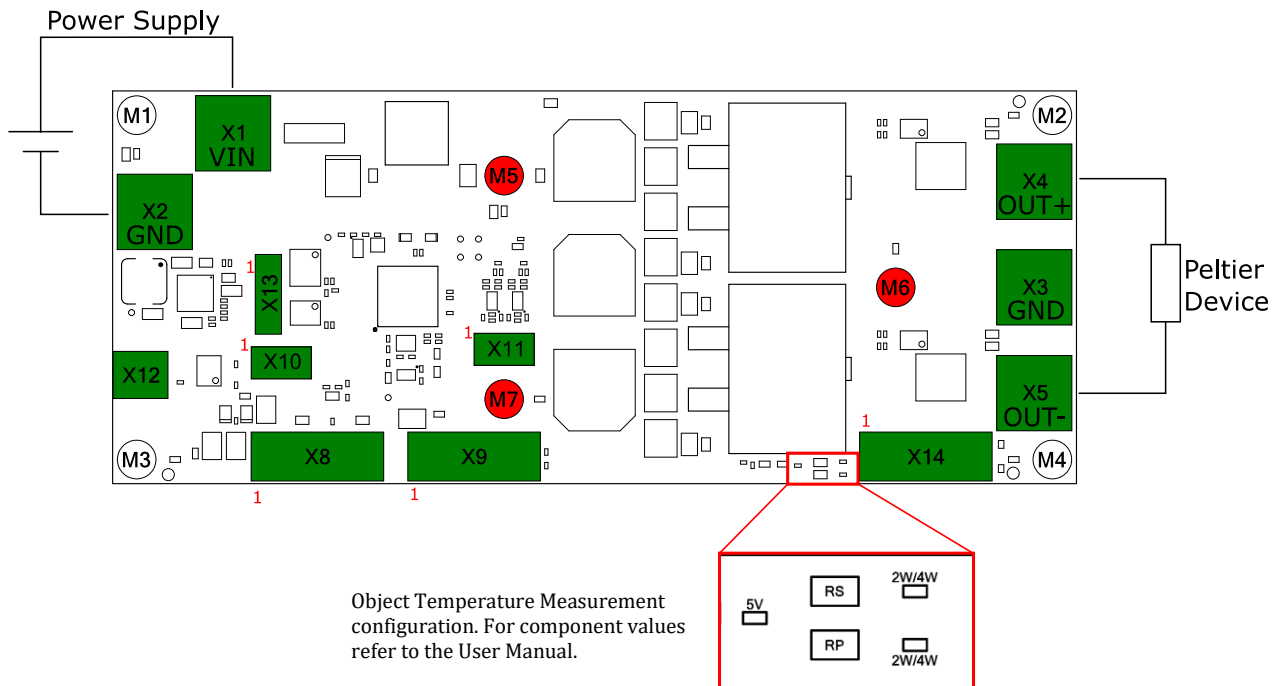 Power Supply
M1
X1
VIN
M2
M5
X4
OUT+
X2
GND
Peltier
Device
1
X13
M6
X3
GND
1
X10
1
X11
X12
M7
X5
OUT-
1
M3
X8
X9
X14
M4
1
1
Object Temperature Measurement
configuration. For component values
refer to the User Manual.
5V
RS
2W/4W
RP
2W/4W